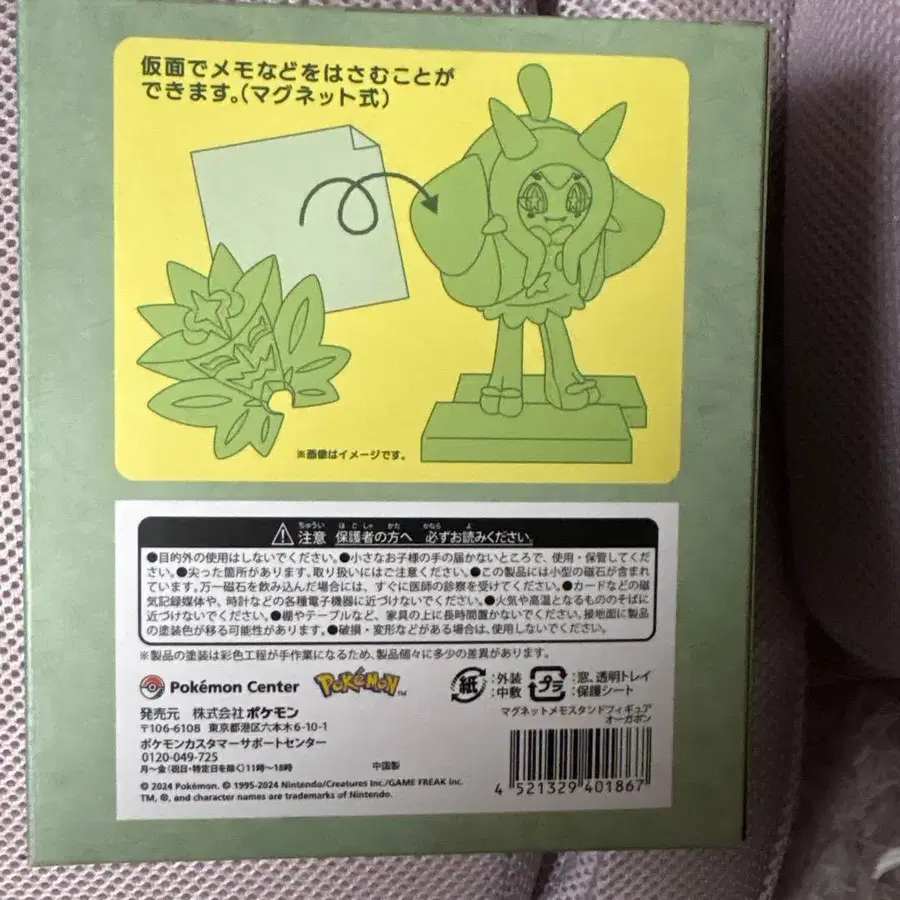 仮面でメモなどをはさむことが
できます。(マグネット式)
※画像はイメージです。
ちゅうい ほごしゃ かた かなら よ
注意 保護者の方へ 必ずお読みください。
●目的外の使用はしないでください。●小さなお子様の手の届かないところで、使用・保管してくだ
さい。●尖った箇所があります。取り扱いにはご注意ください。●この製品には小型の磁石が含まれ
ています。万一磁石を飲み込んだ場合には、すぐに医師の診察を受けてください。●カードなどの磁
気記録媒体や、時計などの各種電子機器に近づけないでください。●火気や高温となるもののそばに
近づけないでください。●棚やテーブルなど、家具の上に長時間置かないでください。接地面に製品
の塗装色が移る可能性があります。●破損・変形などがある場合は、使用しないでください。
※製品の塗装は彩色工程が手作業になるため、製品個々に多少の差異があります。
Pokémon Center POKéMON TM
紙 :外装、中敷 プラ :窓、透明トレイ、保護シート
発売元 株式会社ポケモン
〒106-6108 東京都港区六本木6-10-1
ポケモンカスタマーサポートセンター
0120-049-725
月〜金(祝日・特定日を除く)11時〜18時
中国製
マグネットメモスタンドフィギュア
オーガポン
© 2024 Pokémon. © 1995-2024 Nintendo/Creatures Inc./GAME FREAK inc.
TM, ®, and character names are trademarks of Nintendo.
4 521329 401867